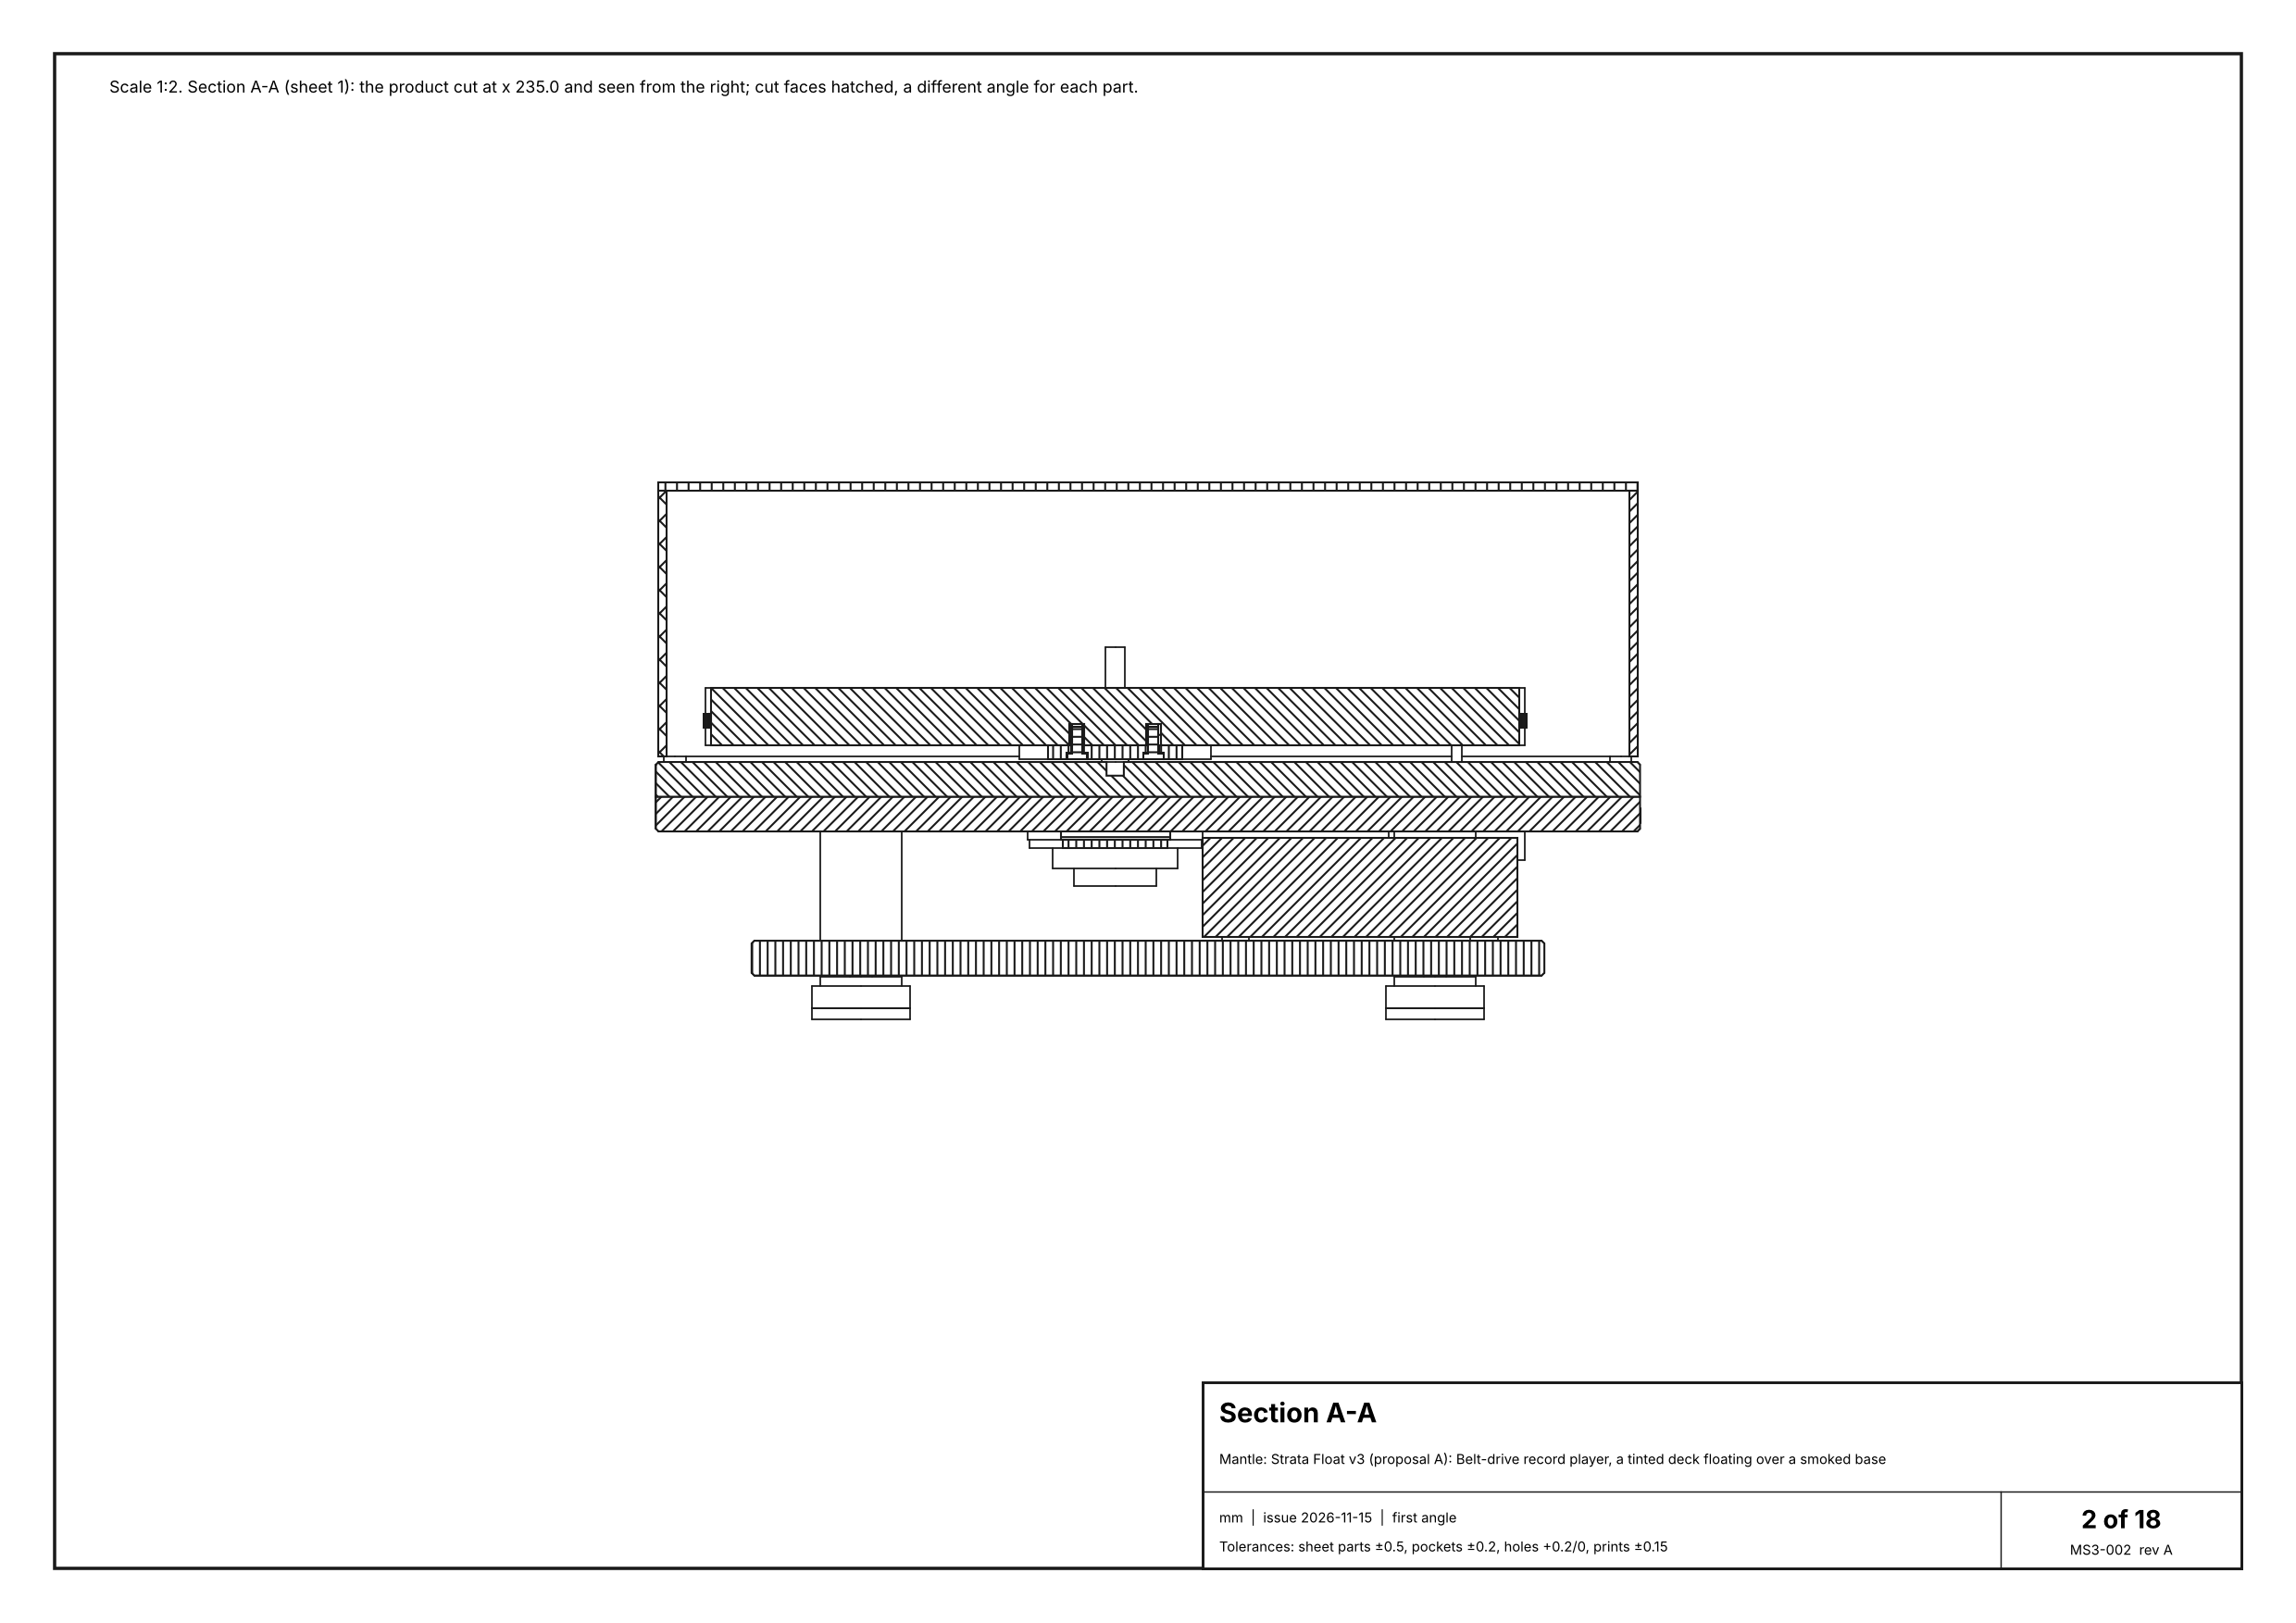 Scale 1:2. Section A-A (sheet 1): the product cut at x 235.0 and seen from the right; cut faces hatched, a different angle for each part.
Section A-A
Mantle: Strata Float v3 (proposal A): Belt-drive record player, a tinted deck floating over a smoked base
mm | issue 2026-11-15 | first angle
Tolerances: sheet parts ±0.5, pockets ±0.2, holes +0.2/0, prints ±0.15
2 of 18
MS3-002 rev A